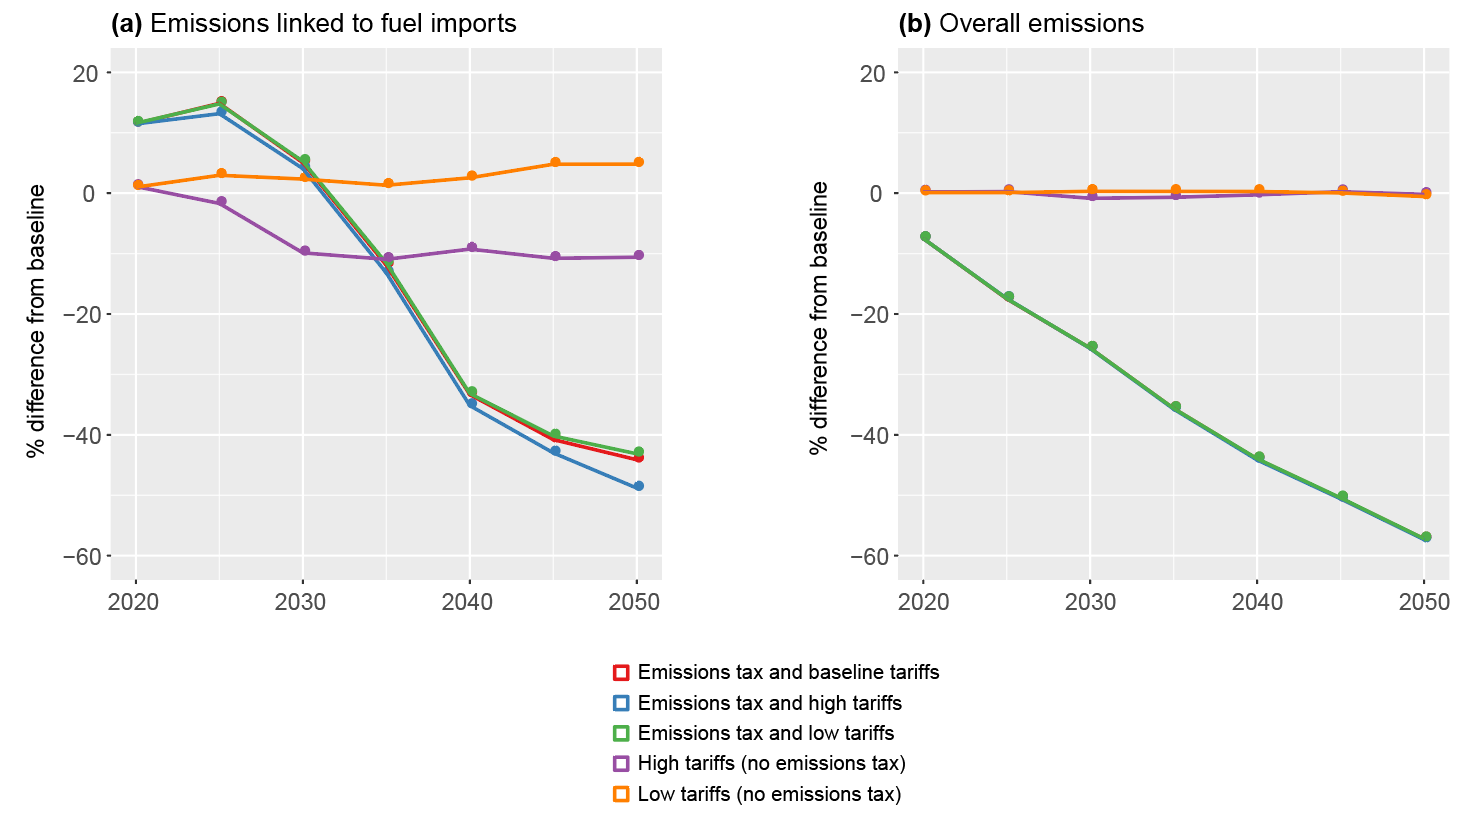 (a) Emissions linked to fuel imports
% difference from baseline
20
0
−20
−40
−60
2020 2030 2040 2050
(b) Overall emissions
% difference from baseline
20
0
−20
−40
−60
2020 2030 2040 2050
Emissions tax and baseline tariffs
Emissions tax and high tariffs
Emissions tax and low tariffs
High tariffs (no emissions tax)
Low tariffs (no emissions tax)